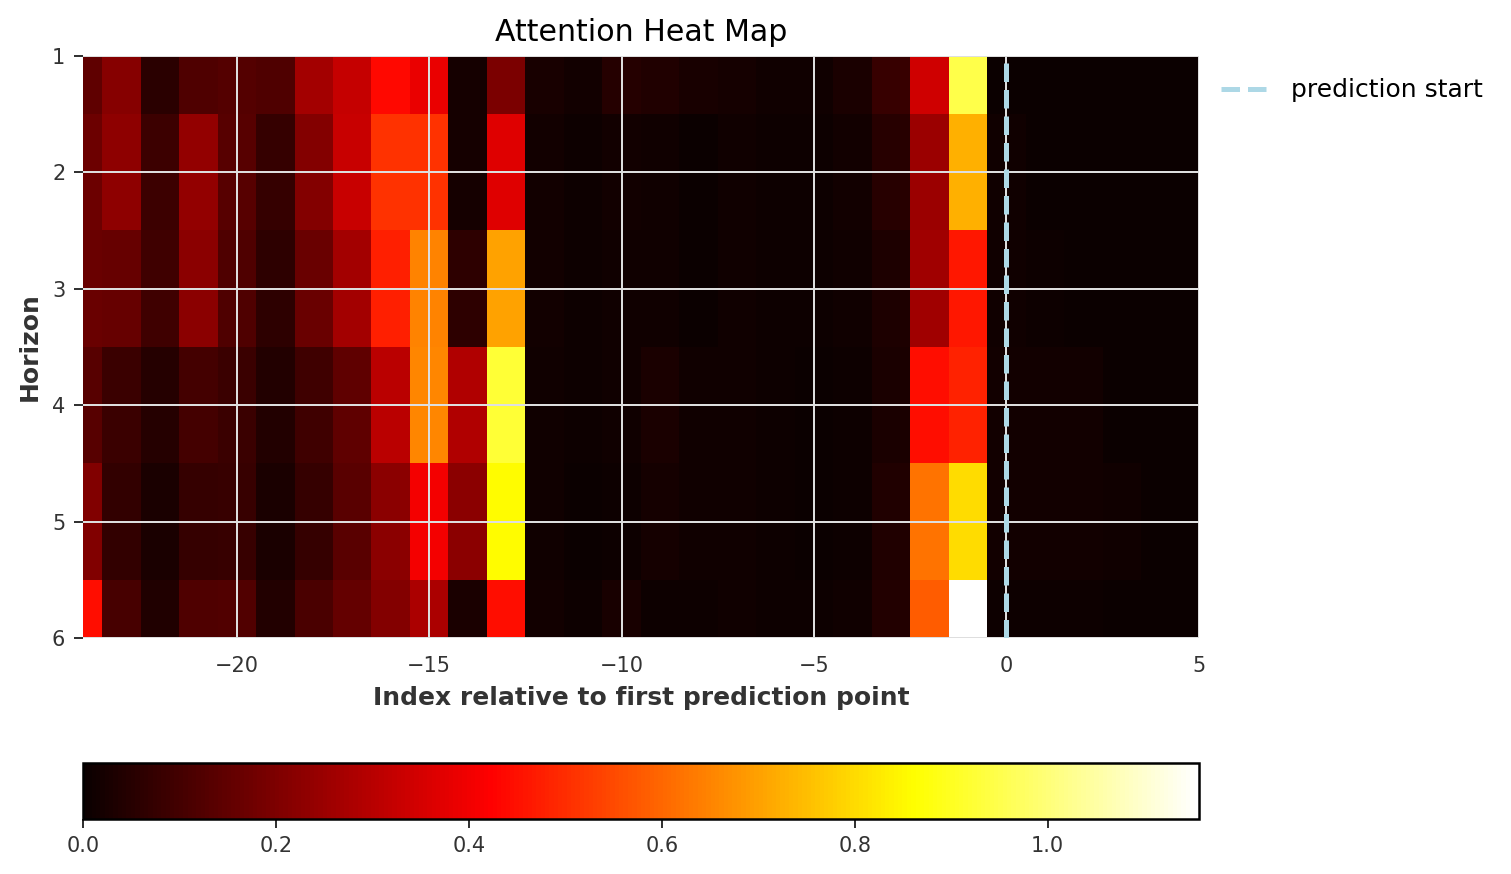 Attention Heat Map
prediction start
Horizon
1
2
3
4
5
6
−20 −15 −10 −5 0 5
Index relative to first prediction point
0.0 0.2 0.4 0.6 0.8 1.0